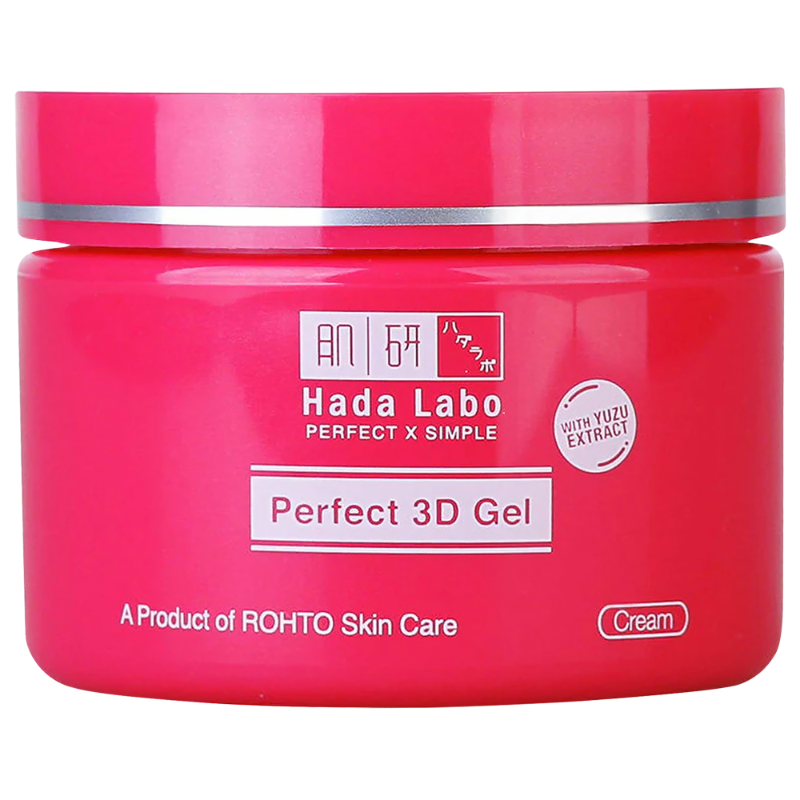 肌研
ハダラボ
Hada Labo
PERFECT X SIMPLE
WITH YUZU
EXTRACT
Perfect 3D Gel
A Product of ROHTO Skin Care
Cream